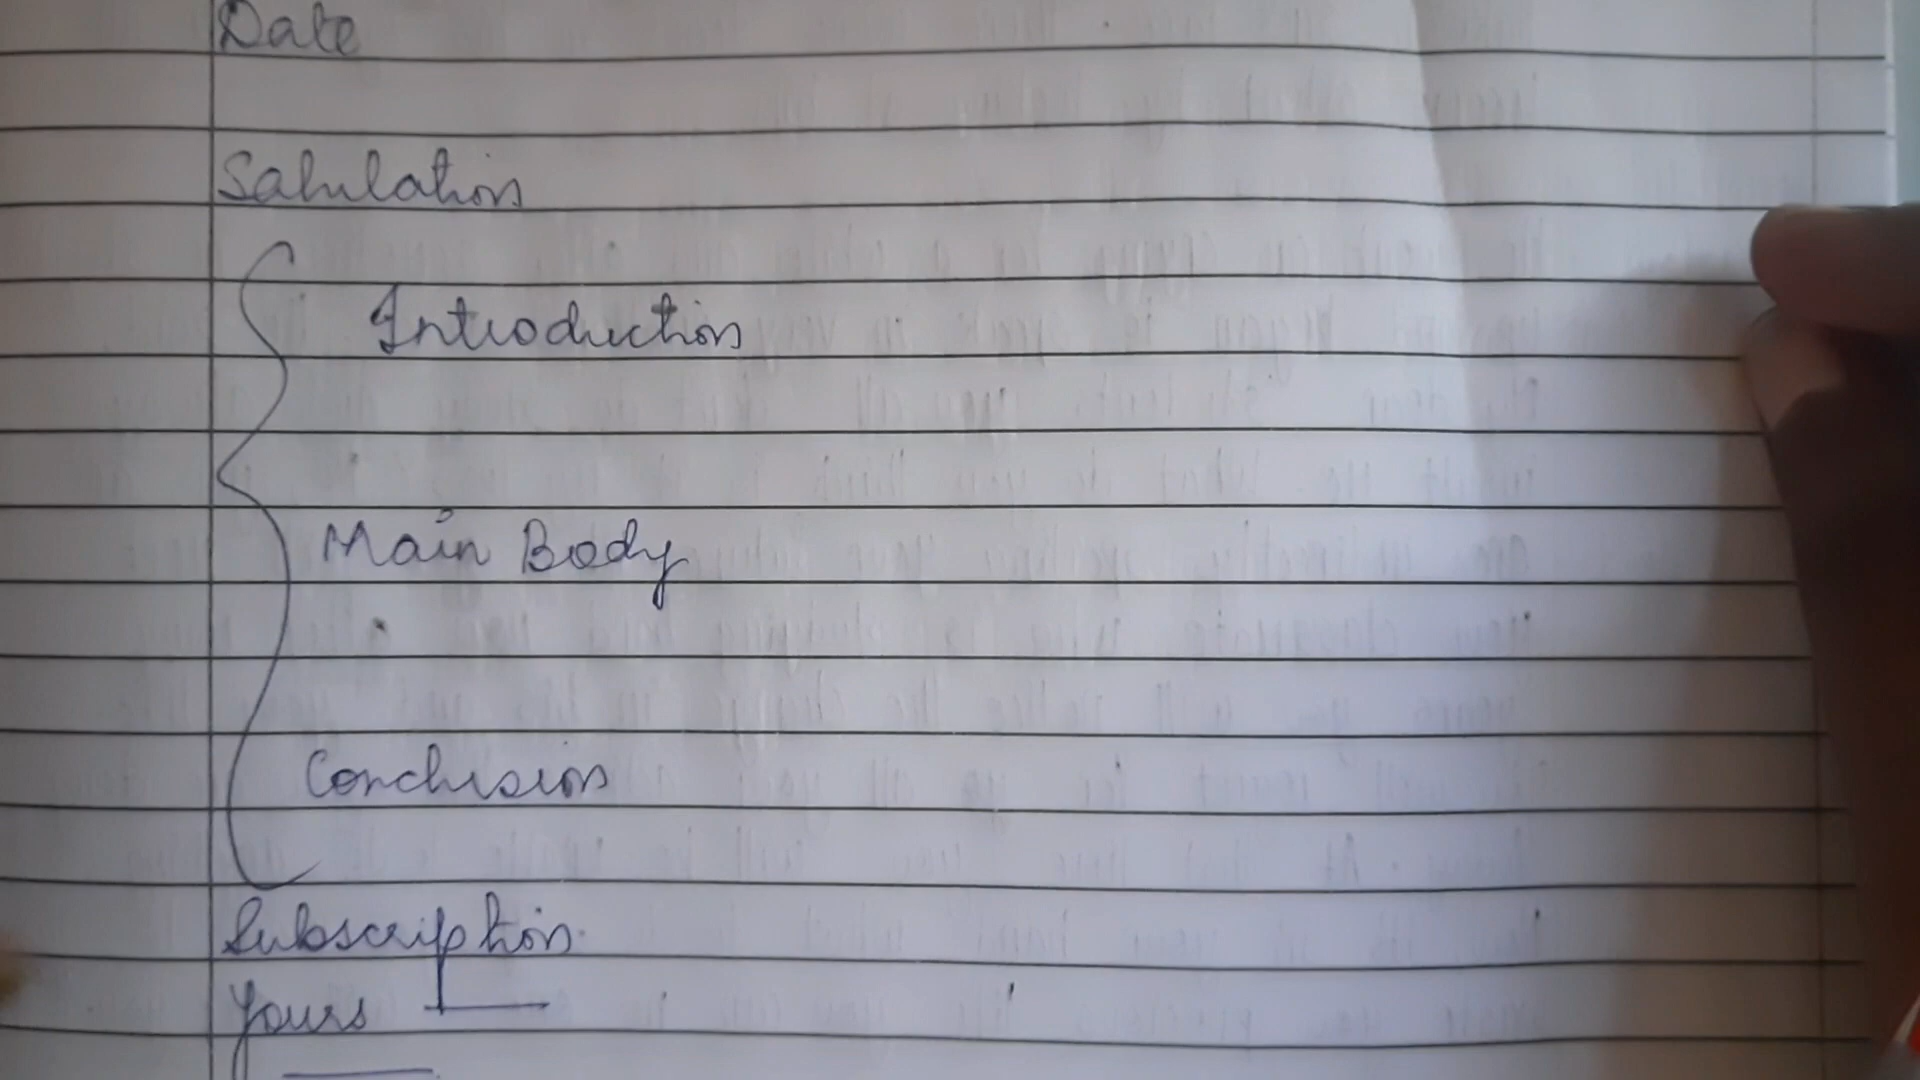 Date
Salutation
Introduction
Main Body
Conclusion
Subscription
Yours